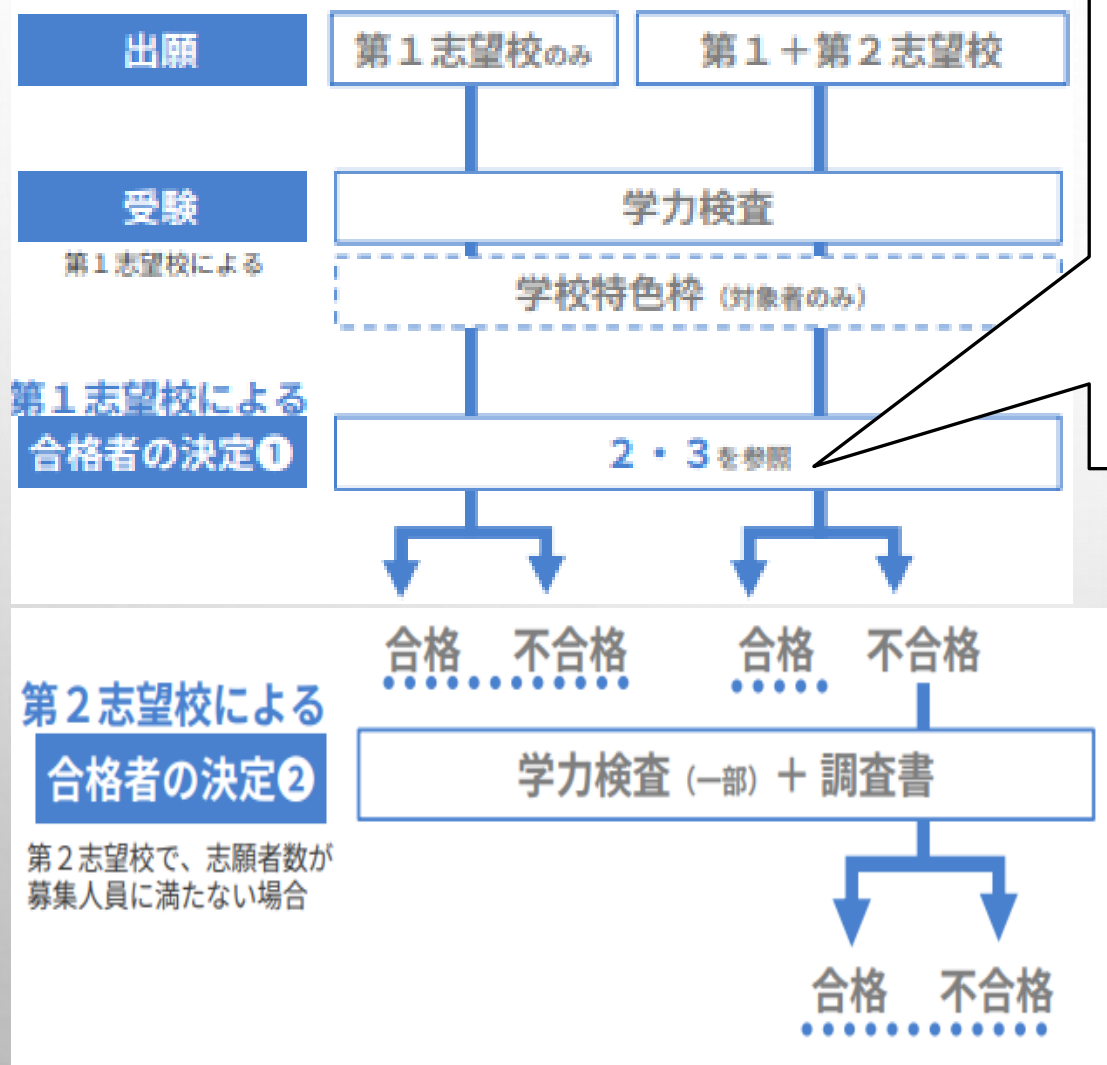 出願
第１志望校のみ
第１＋第２志望校
受験
学力検査
第１志望校による
学校特色枠（対象者のみ）
第１志望校による
合格者の決定❶
２・３を参照
合格 不合格 合格 不合格
第２志望校による
合格者の決定❷
学力検査（一部）＋調査書
第２志望校で、志願者数が
募集人員に満たない場合
合格 不合格